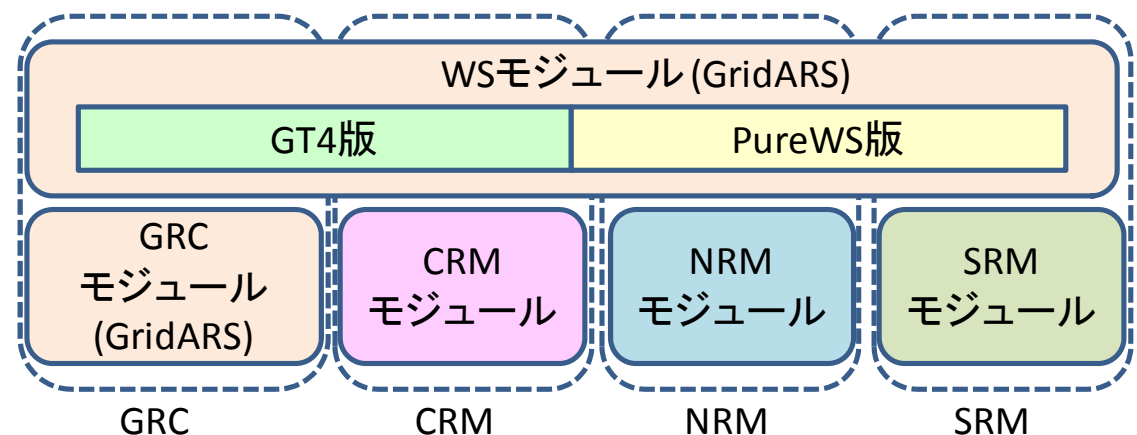 WSモジュール (GridARS)
GT4版
PureWS版
GRC
モジュール
(GridARS)
CRM
モジュール
NRM
モジュール
SRM
モジュール
GRC
CRM
NRM
SRM